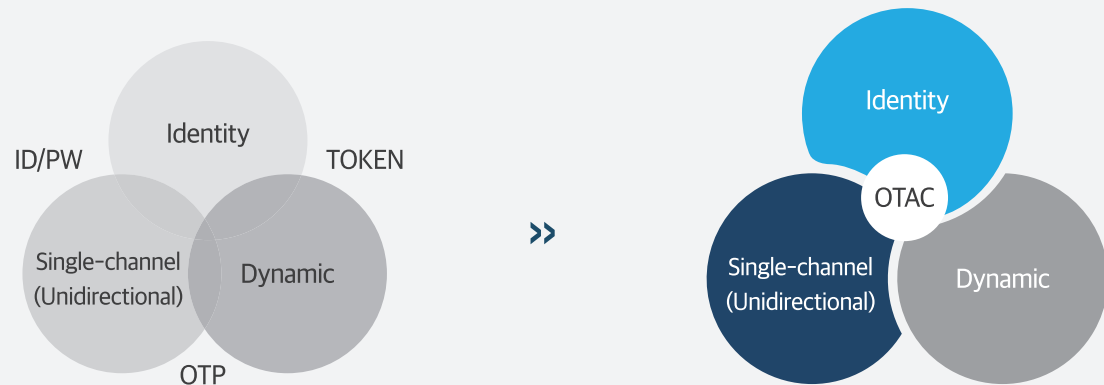 Identity
ID/PW
TOKEN
Single-channel
(Unidirectional)
Dynamic
OTP
»
Identity
OTAC
Single-channel
(Unidirectional)
Dynamic